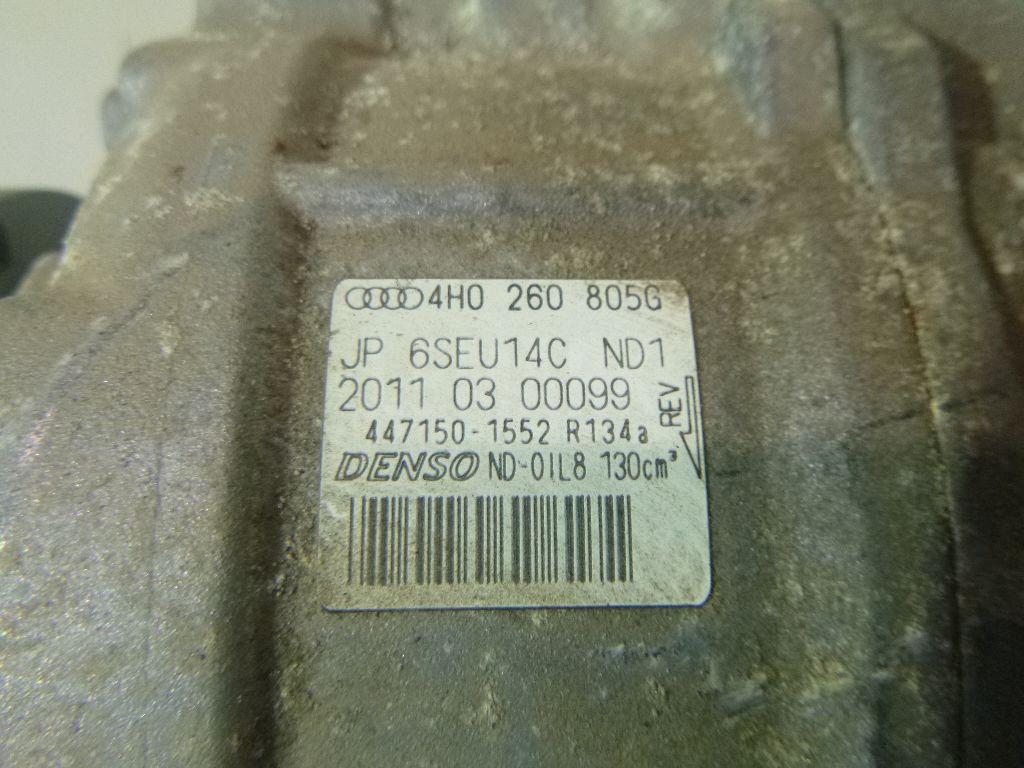 4H0 260 805G
JP 6SEU14C ND1
2011 03 00099
REV
447150-1552 R134a
DENSO ND-OIL8 130cm³